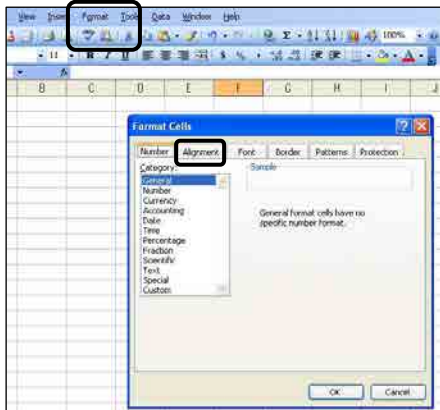 View Insert Format Tools Data Window Help
Σ 100%
11 B I U $ % , A
B C D E F G H I J
Format Cells
Number Alignment Font Border Patterns Protection
Category: Sample
General
Number
Currency
Accounting
Date
Time
Percentage
Fraction
Scientific
Text
Special
Custom
General format cells have no
specific number format.
OK Cancel